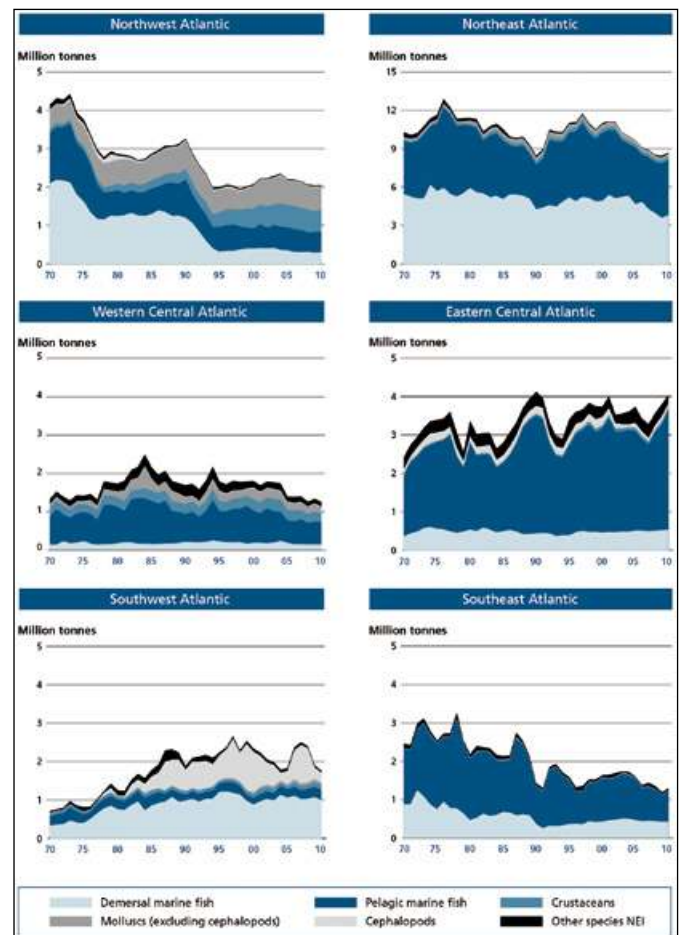 Northwest Atlantic
Million tonnes
5
4
3
2
1
0
70 75 80 85 90 95 00 05 10
Northeast Atlantic
Million tonnes
15
12
9
6
3
0
70 75 80 85 90 95 00 05 10
Western Central Atlantic
Million tonnes
5
4
3
2
1
0
70 75 80 85 90 95 00 05 10
Eastern Central Atlantic
Million tonnes
5
4
3
2
1
0
70 75 80 85 90 95 00 05 10
Southwest Atlantic
Million tonnes
5
4
3
2
1
0
70 75 80 85 90 95 00 05 10
Southeast Atlantic
Million tonnes
5
4
3
2
1
0
70 75 80 85 90 95 00 05 10
Demersal marine fish
Pelagic marine fish
Crustaceans
Molluscs (excluding cephalopods)
Cephalopods
Other species NEI